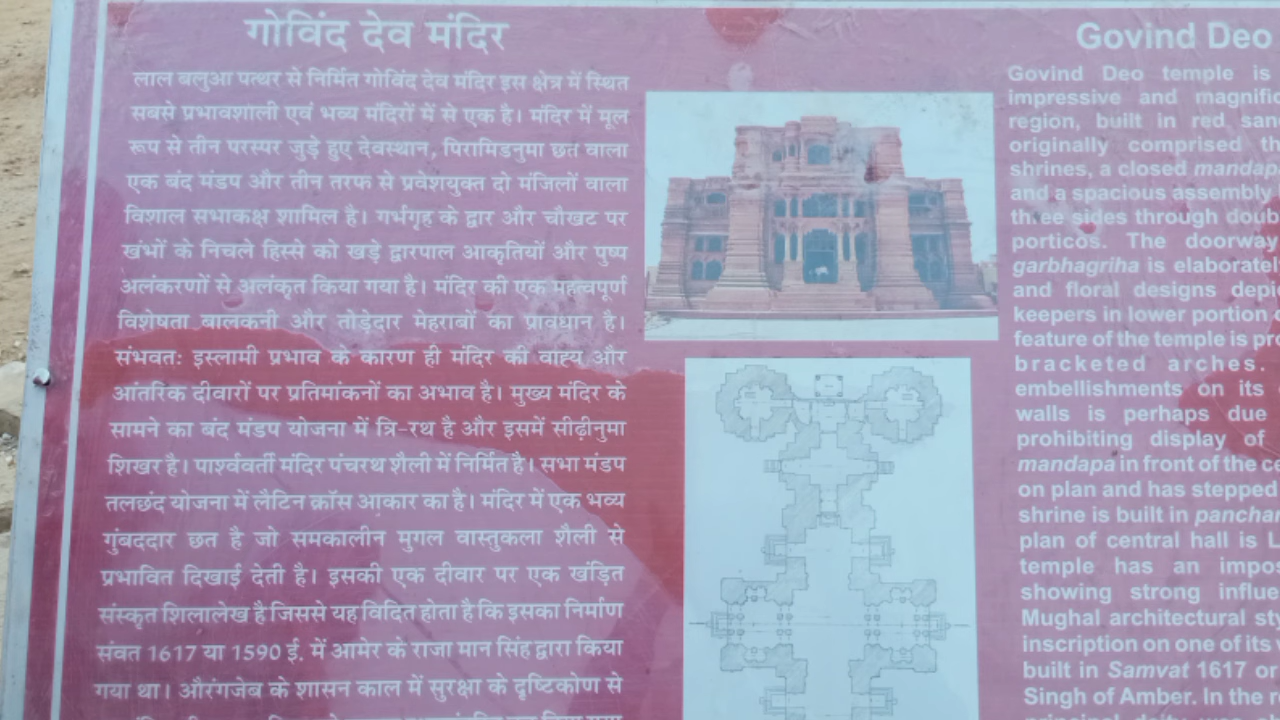 गोविंद देव मंदिर
लाल बलुआ पत्थर से निर्मित गोविंद देव मंदिर इस क्षेत्र में स्थित
सबसे प्रभावशाली एवं भव्य मंदिरों में से एक है। मंदिर में मूल
रूप से तीन परस्पर जुड़े हुए देवस्थान, पिरामिडनुमा छत वाला
एक बंद मंडप और तीन तरफ से प्रवेशयुक्त दो मंजिलों वाला
विशाल सभाकक्ष शामिल है। गर्भगृह के द्वार और चौखट पर
खंभों के निचले हिस्से को खड़े द्वारपाल आकृतियों और पुष्प
अलंकरणों से अलंकृत किया गया है। मंदिर की एक महत्वपूर्ण
विशेषता बालकनी और तोड़ेदार मेहराबों का प्रावधान है।
संभवतः इस्लामी प्रभाव के कारण ही मंदिर की वाह्य और
आंतरिक दीवारों पर प्रतिमांकनों का अभाव है। मुख्य मंदिर के
सामने का बंद मंडप योजना में त्रि-रथ है और इसमें सीढ़ीनुमा
शिखर है। पार्श्ववर्ती मंदिर पंचरथ शैली में निर्मित है। सभा मंडप
तलछंद योजना में लैटिन क्रॉस आकार का है। मंदिर में एक भव्य
गुंबददार छत है जो समकालीन मुगल वास्तुकला शैली से
प्रभावित दिखाई देती है। इसकी एक दीवार पर एक खंड़ित
संस्कृत शिलालेख है जिससे यह विदित होता है कि इसका निर्माण
संवत 1617 या 1590 ई. में आमेर के राजा मान सिंह द्वारा किया
गया था। औरंगजेब के शासन काल में सुरक्षा के दृष्टिकोण से
Govind Deo
Govind Deo temple is
impressive and magnific
region, built in red san
originally comprised th
shrines, a closed mandap
and a spacious assembly
three sides through doub
porticos. The doorway
garbhagriha is elaboratel
and floral designs depi
keepers in lower portion
feature of the temple is pro
bracketed arches.
embellishments on its
walls is perhaps due
prohibiting display of
mandapa in front of the ce
on plan and has stepped
shrine is built in panchar
plan of central hall is L
temple has an impos
showing strong influe
Mughal architectural sty
inscription on one of its
built in Samvat 1617 or
Singh of Amber. In the r